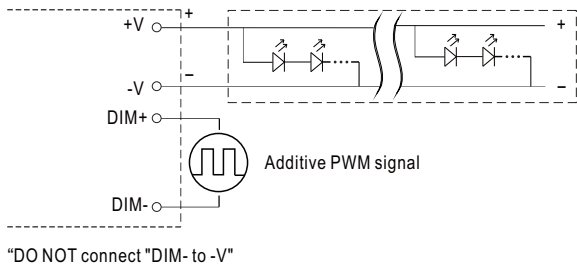 +V +
+
-V –
–
DIM+
Additive PWM signal
DIM-
“DO NOT connect "DIM- to -V"